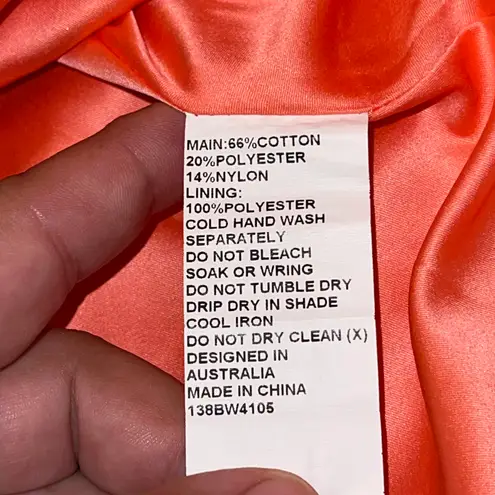 MAIN:66%COTTON
20%POLYESTER
14%NYLON
LINING:
100%POLYESTER
COLD HAND WASH
SEPARATELY
DO NOT BLEACH
SOAK OR WRING
DO NOT TUMBLE DRY
DRIP DRY IN SHADE
COOL IRON
DO NOT DRY CLEAN (X)
DESIGNED IN
AUSTRALIA
MADE IN CHINA
138BW4105